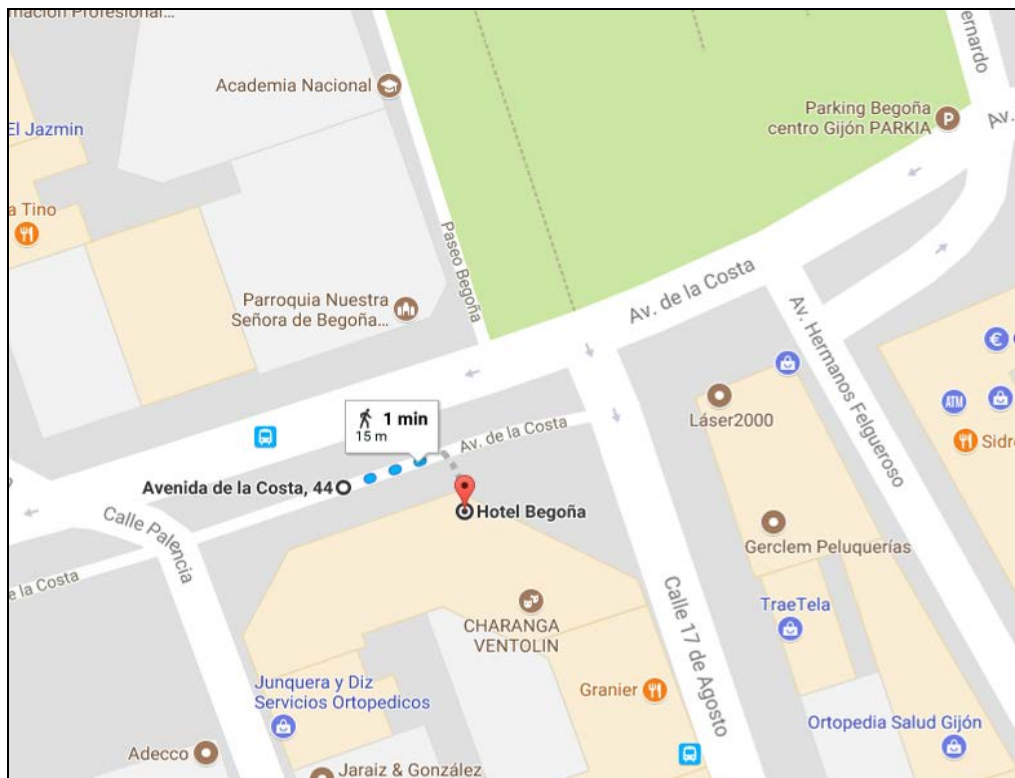 mación Profesional...
ernardo
Academia Nacional
Parking Begoña
centro Gijón PARKIA
P
Av.
El Jazmin
a Tino
Paseo Begoña
Parroquia Nuestra
Señora de Begoña...
Av. de la Costa
Av. Hermanos Felgueroso
€
Láser2000
ATM
1 min
15 m
Av. de la Costa
Sidr
Avenida de la Costa, 44
Hotel Begoña
Calle Palencia
Gerclem Peluquerías
e la Costa
TraeTela
CHARANGA
VENTOLIN
Calle 17 de Agosto
Junquera y Diz
Servicios Ortopedicos
Granier
Ortopedia Salud Gijón
Adecco
Jaraiz & González